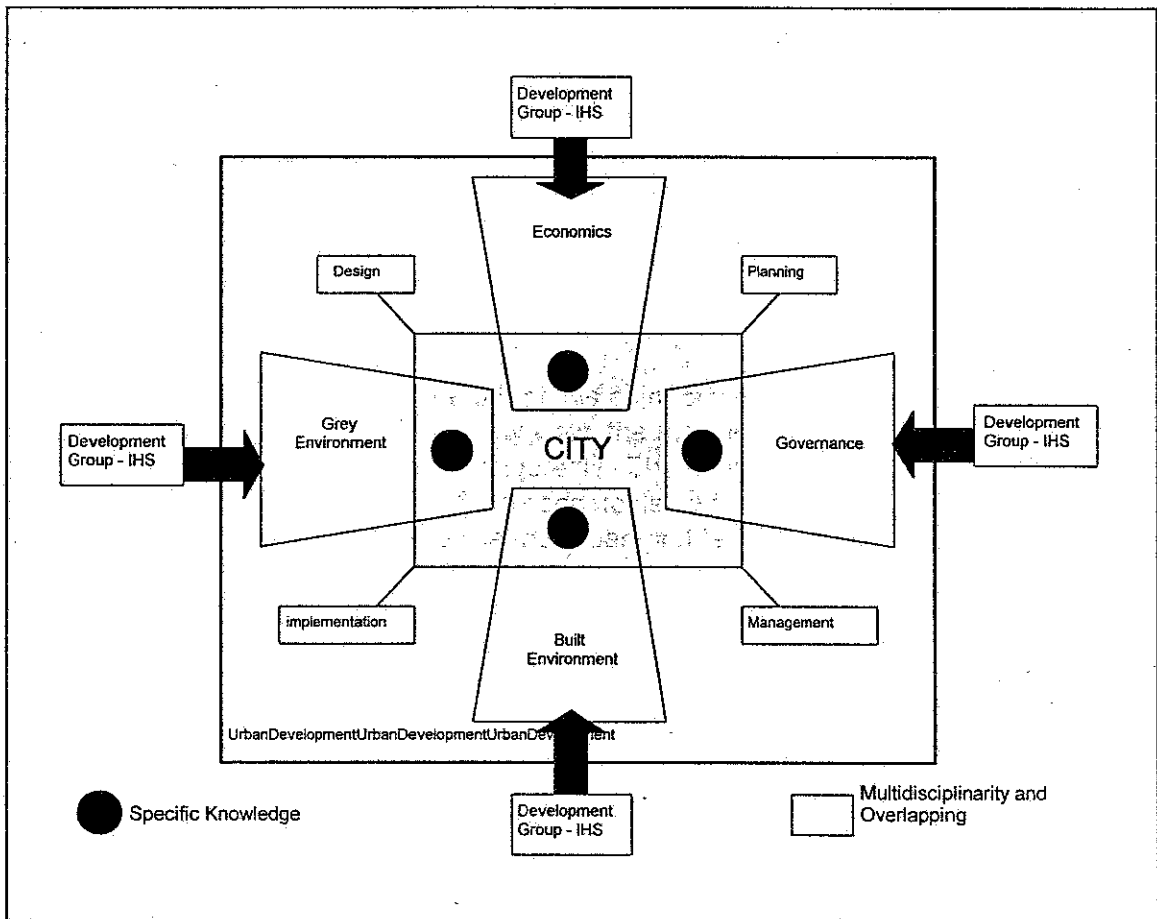 Development
Group - IHS
Economics
Design
Planning
Grey
Environment
CITY
Governance
Development
Group - IHS
Development
Group - IHS
implementation
Management
Built
Environment
UrbanDevelopmentUrbanDevelopmentUrbanDevelopment
Specific Knowledge
Development
Group - IHS
Multidisciplinarity and
Overlapping